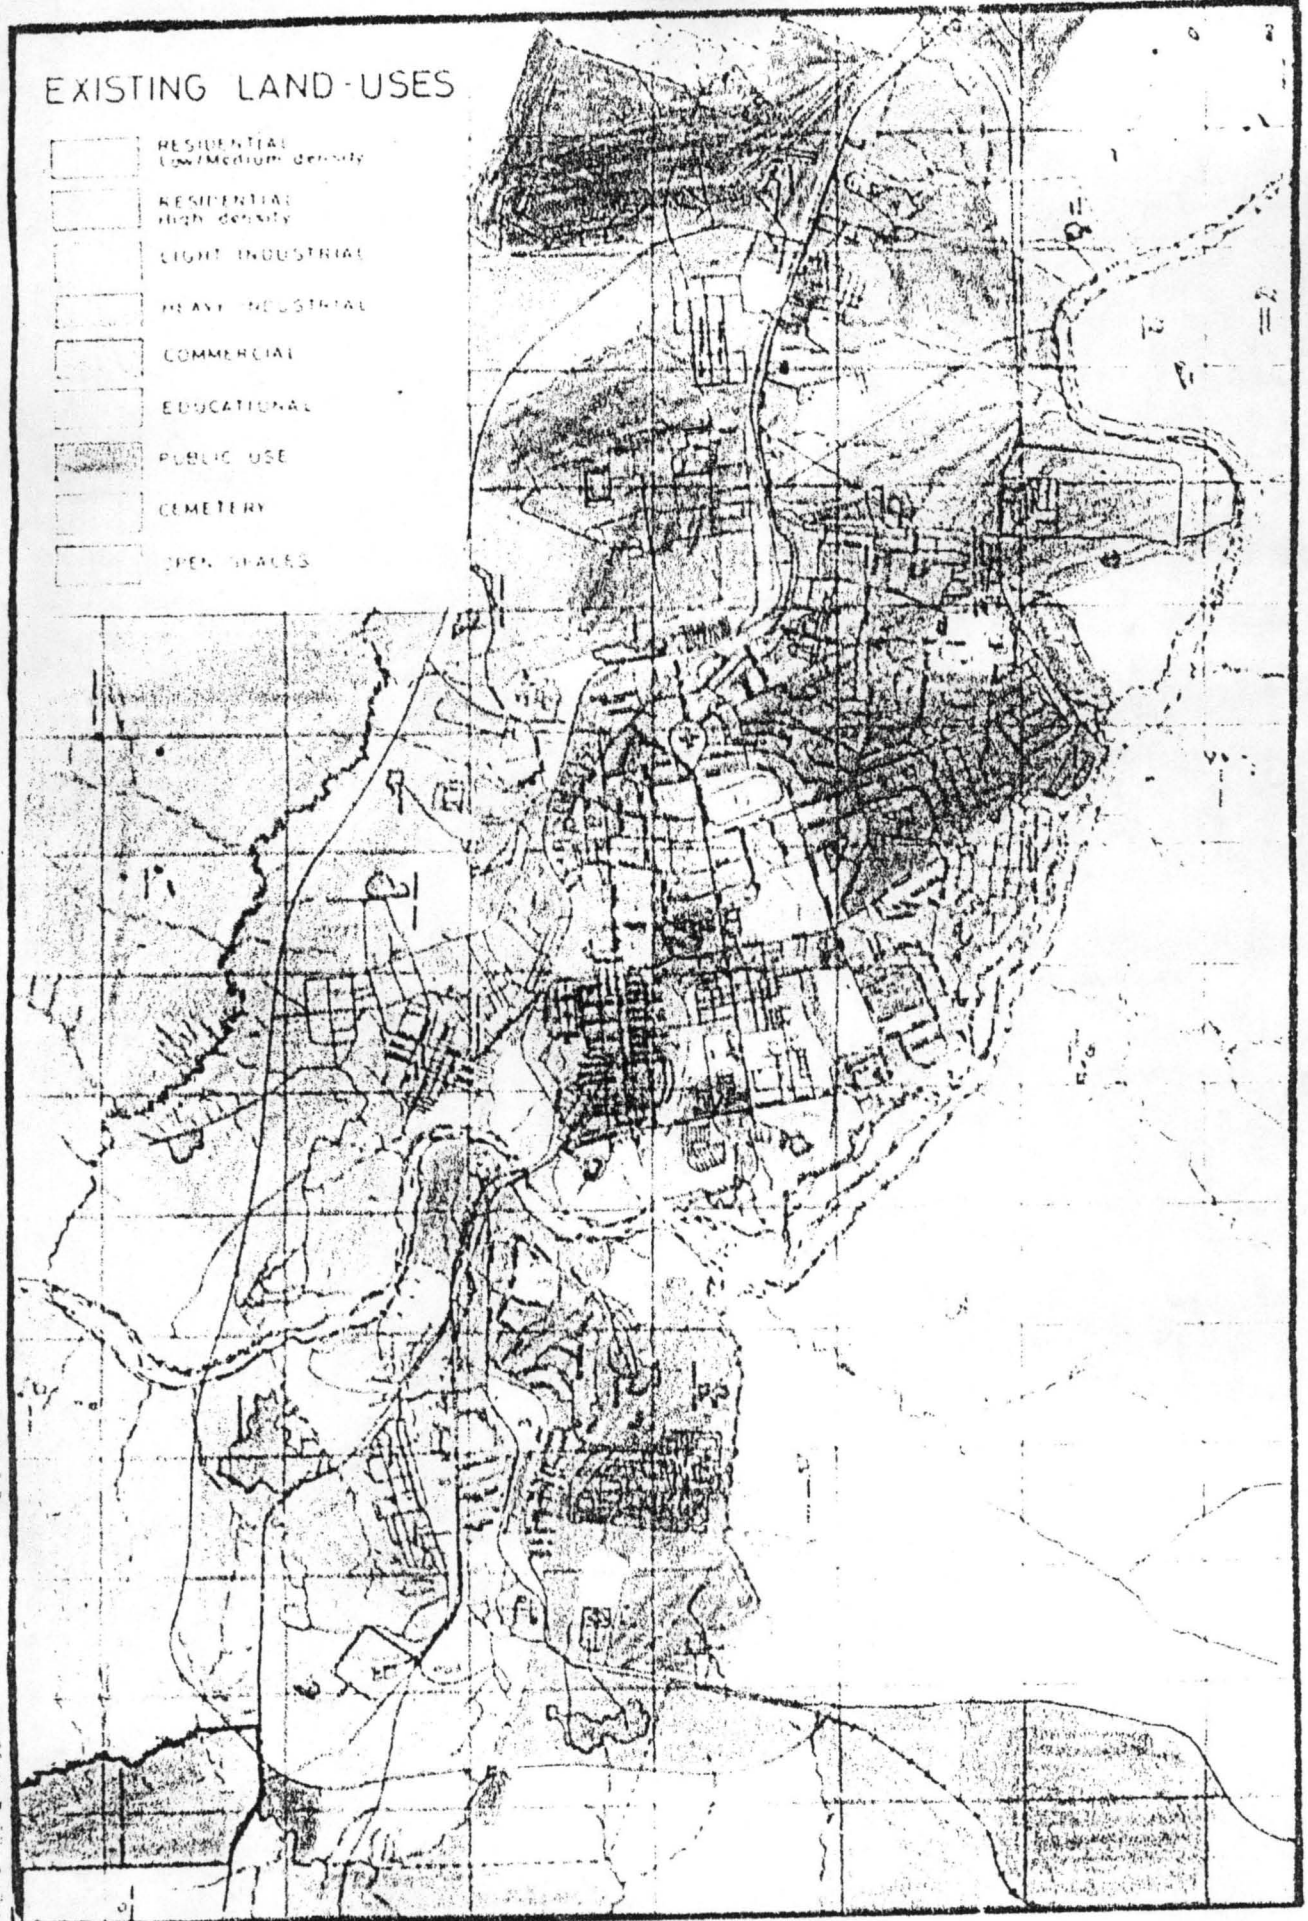 EXISTING LAND-USES
RESIDENTIAL
Low/Medium density
RESIDENTIAL
High density
LIGHT INDUSTRIAL
HEAVY INDUSTRIAL
COMMERCIAL
EDUCATIONAL
PUBLIC USE
CEMETERY
OPEN SPACES